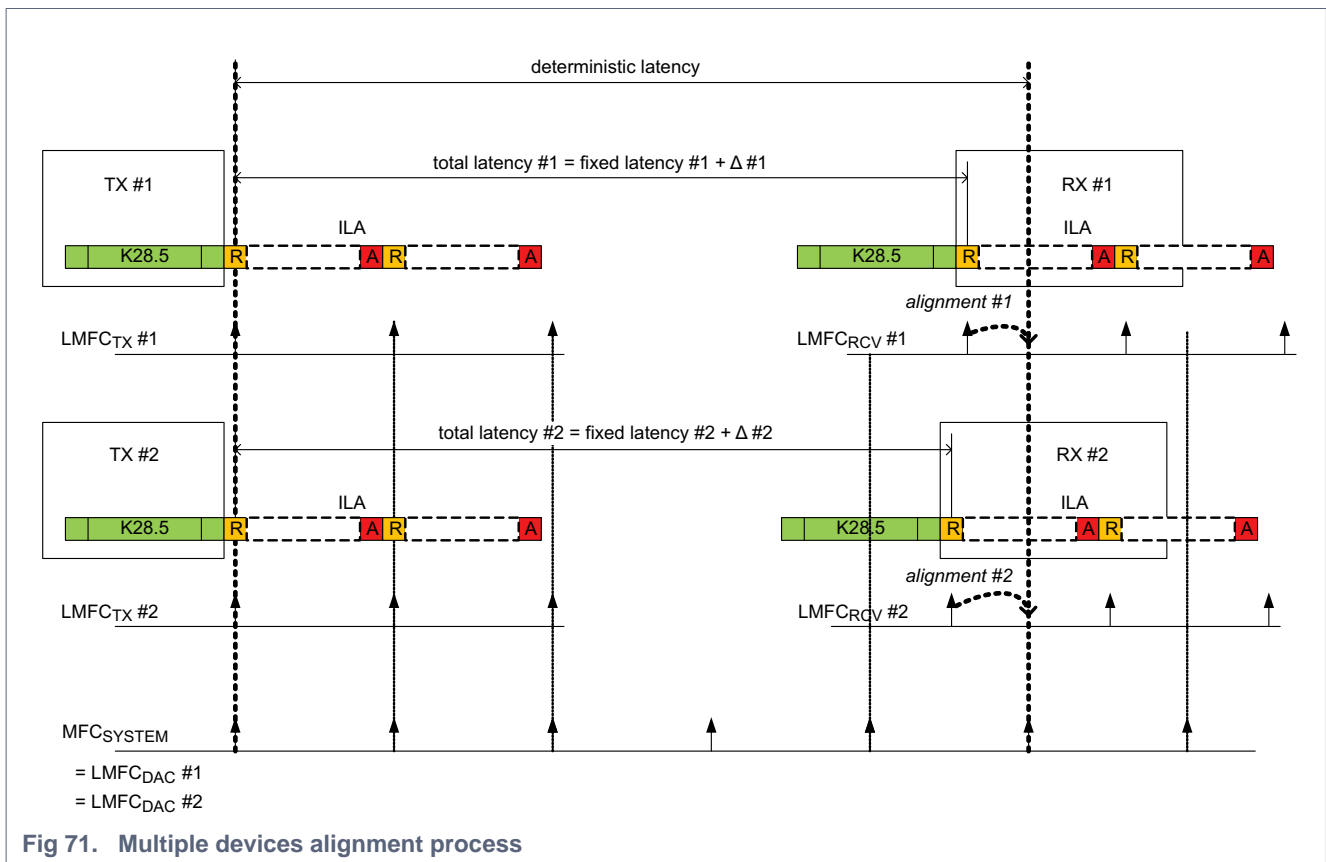 deterministic latency
total latency #1 = fixed latency #1 + Δ #1
TX #1
RX #1
ILA
ILA
K28.5
R
A
R
A
K28.5
R
A
R
A
alignment #1
LMFCTX #1
LMFCRCV #1
total latency #2 = fixed latency #2 + Δ #2
TX #2
RX #2
ILA
ILA
K28.5
R
A
R
A
K28.5
R
A
R
A
alignment #2
LMFCTX #2
LMFCRCV #2
MFCSYSTEM
= LMFCDAC #1
= LMFCDAC #2
Fig 71. Multiple devices alignment process